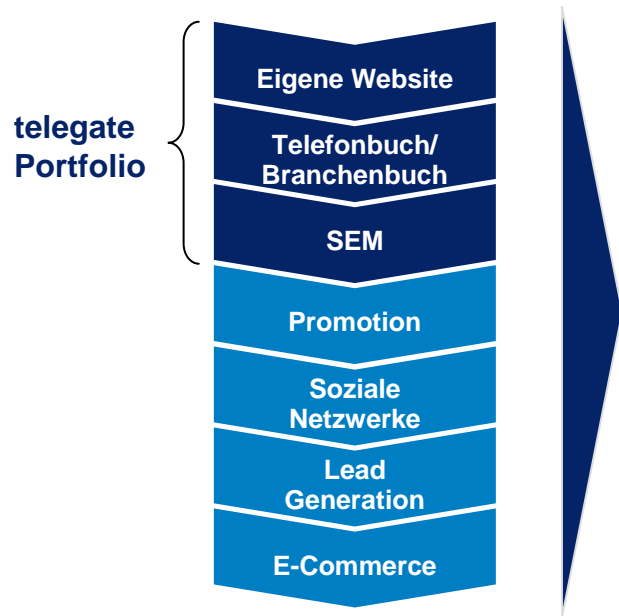 telegate
Portfolio
Eigene Website
Telefonbuch/
Branchenbuch
SEM
Promotion
Soziale
Netzwerke
Lead
Generation
E-Commerce